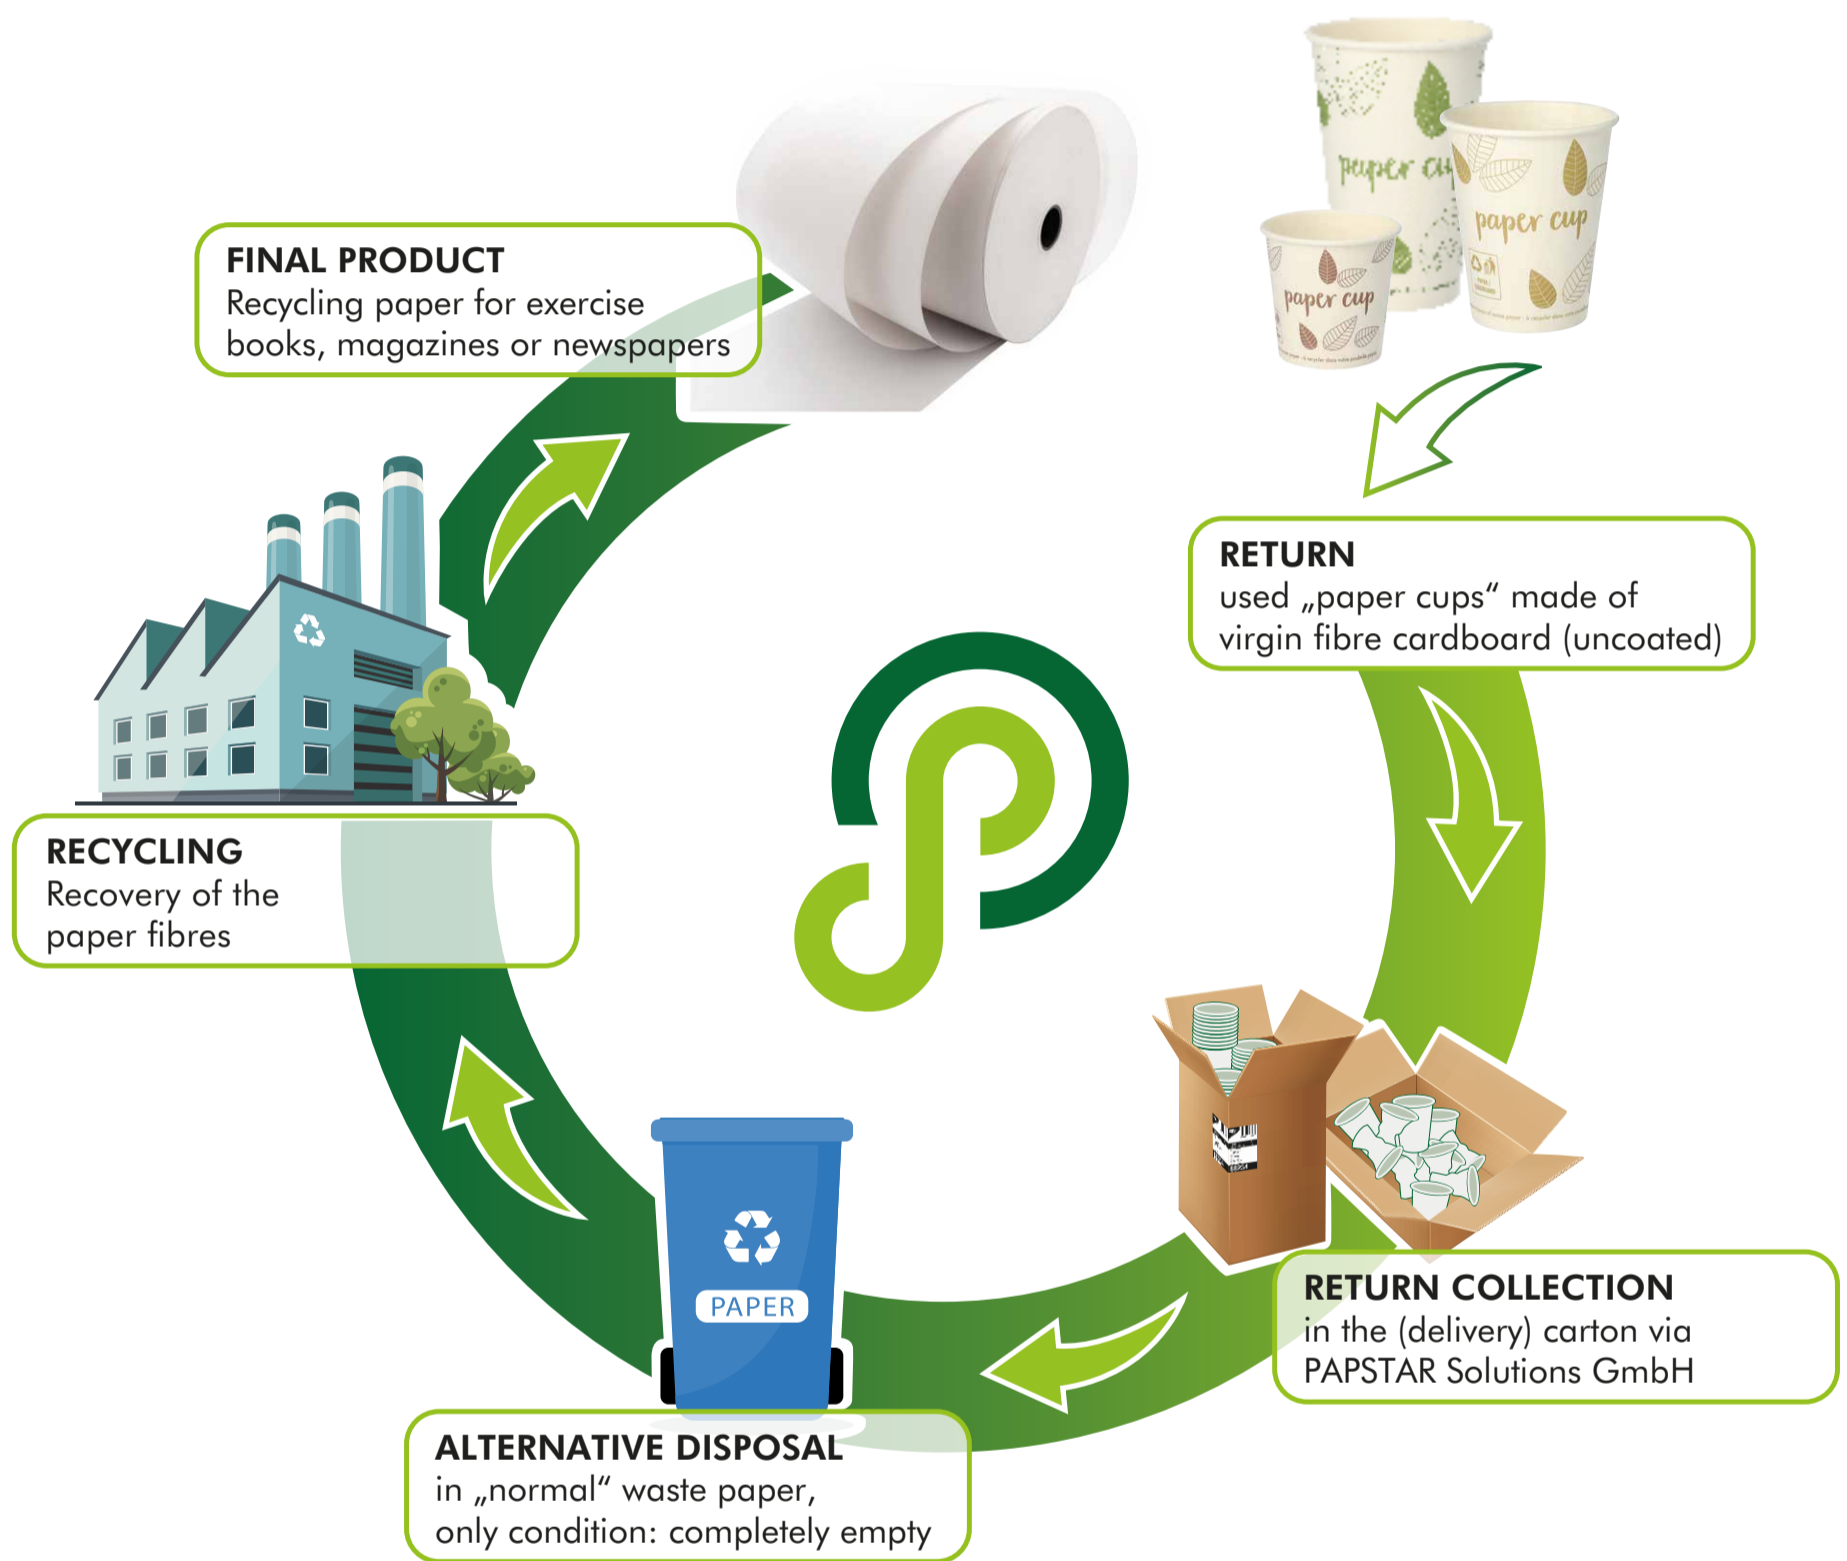 paper cup
paper cup
paper cup
FINAL PRODUCT
Recycling paper for exercise
books, magazines or newspapers
RETURN
used „paper cups“ made of
virgin fibre cardboard (uncoated)
RECYCLING
Recovery of the
paper fibres
PAPER
RETURN COLLECTION
in the (delivery) carton via
PAPSTAR Solutions GmbH
ALTERNATIVE DISPOSAL
in „normal“ waste paper,
only condition: completely empty